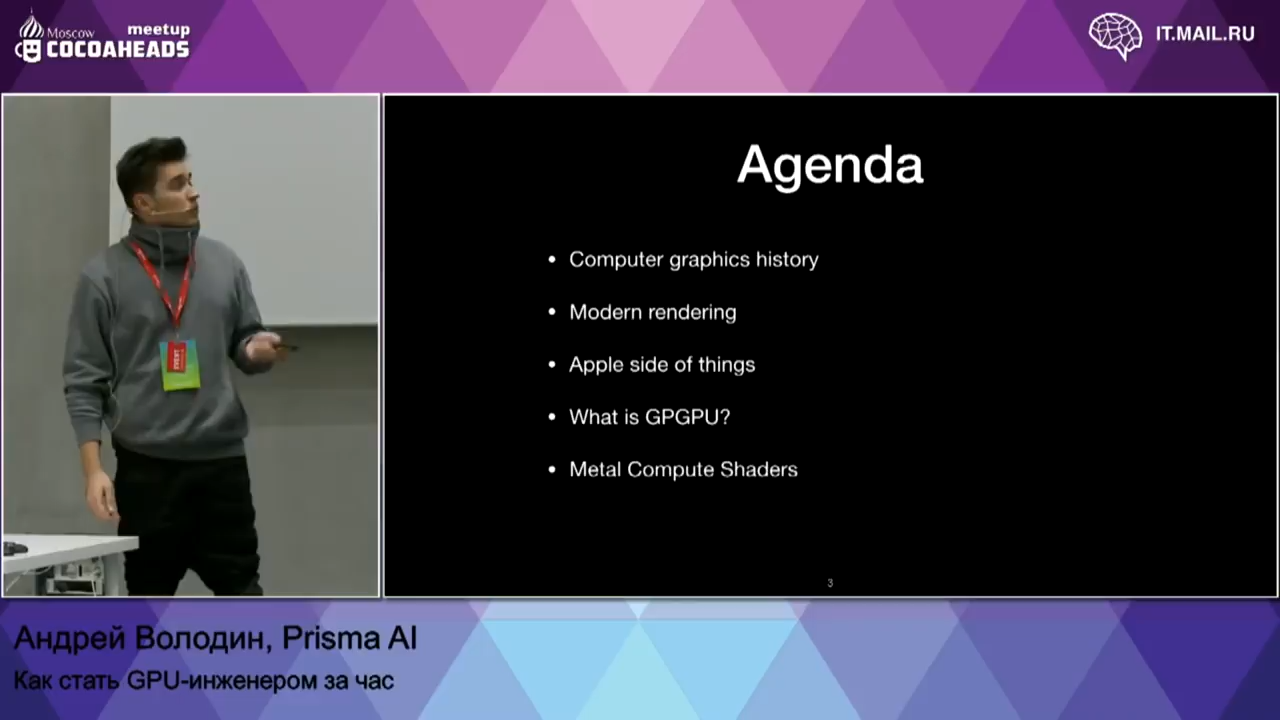 Moscow meetup
COCOAHEADS
IT.MAIL.RU
Agenda
• Computer graphics history
• Modern rendering
• Apple side of things
• What is GPGPU?
• Metal Compute Shaders
3
EVENT
Андрей Володин, Prisma AI
Как стать GPU-инженером за час